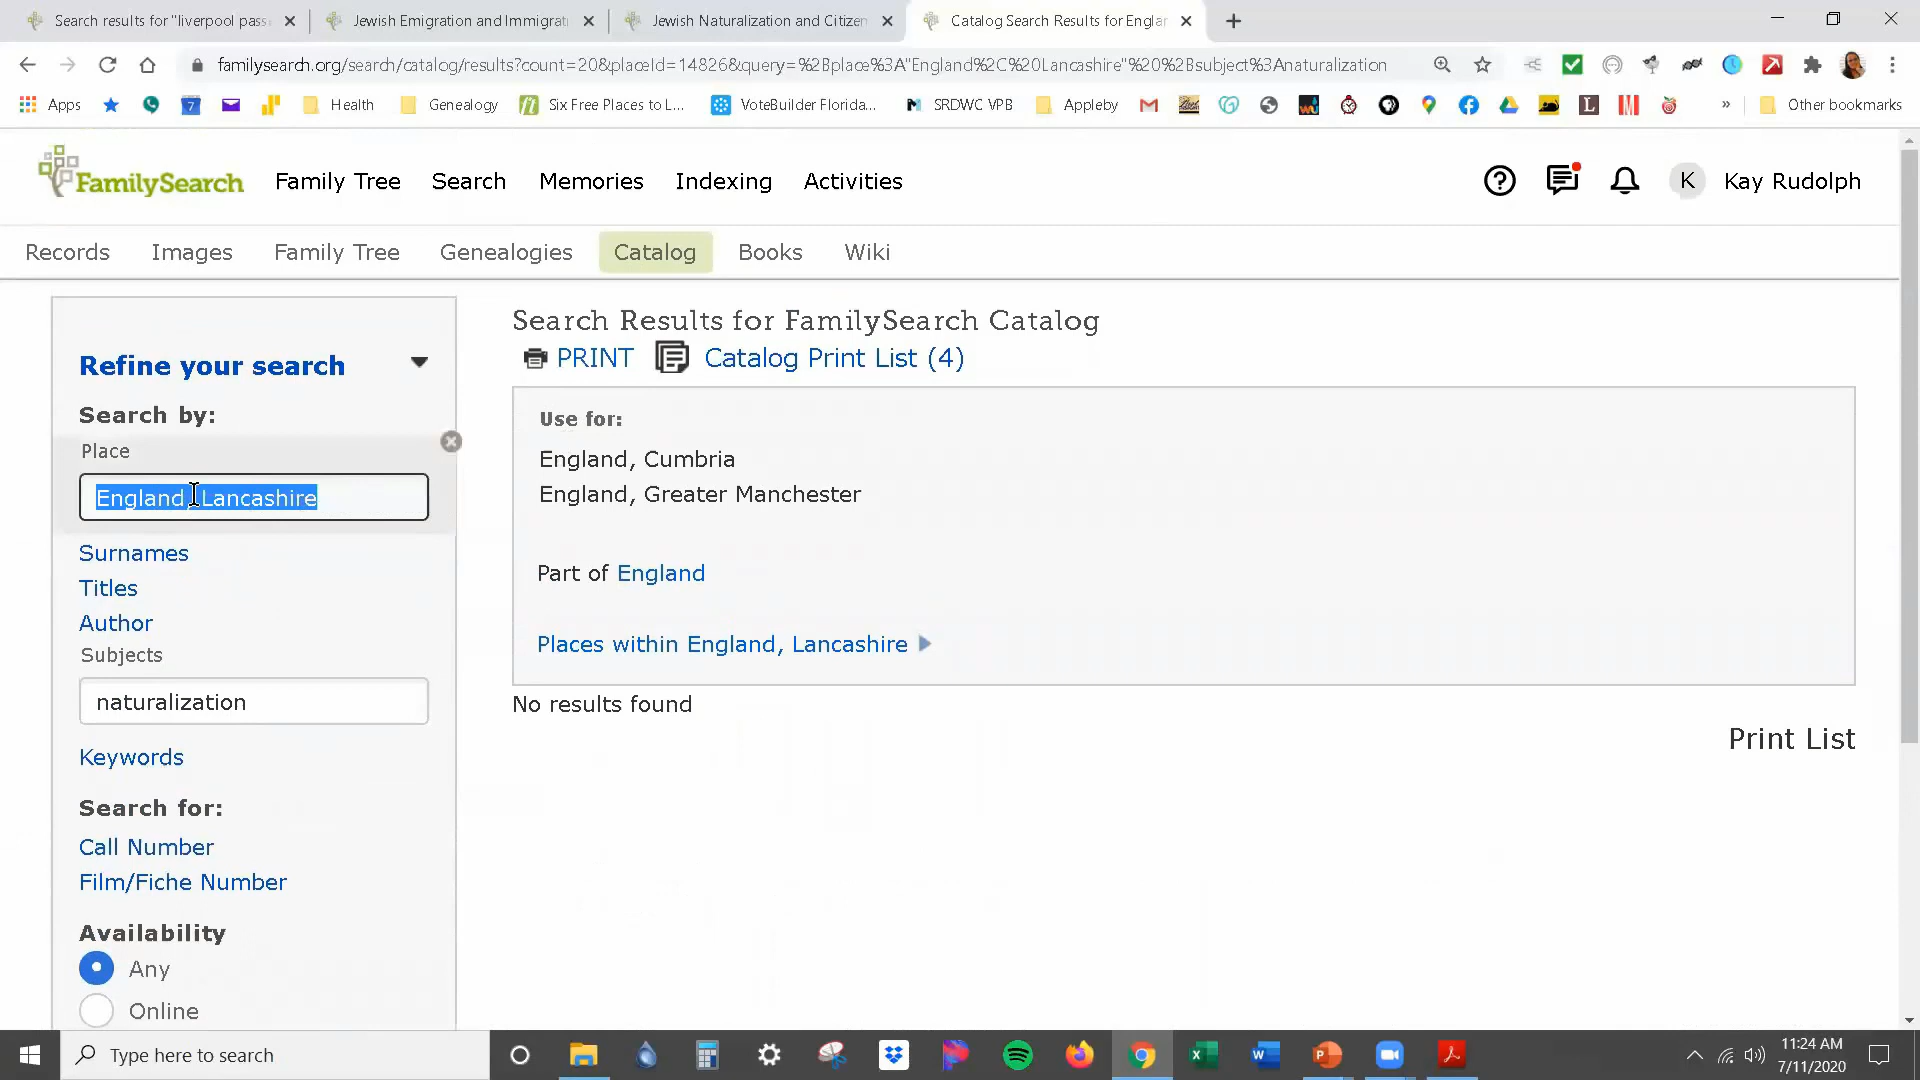 Search results for "liverpool pass
Jewish Emigration and Immigrat
Jewish Naturalization and Citizen
Catalog Search Results for Englan
familysearch.org/search/catalog/results?count=20&placeId=14826&query=%2Bplace%3A"England%2C%20Lancashire"%20%2Bsubject%3Anaturalization
Apps
7
Health
Genealogy
Six Free Places to L...
VoteBuilder Florida...
SRDWC VPB
Appleby
»
Other bookmarks
FamilySearch
Family Tree
Search
Memories
Indexing
Activities
K
Kay Rudolph
Records
Images
Family Tree
Genealogies
Catalog
Books
Wiki
Refine your search
Search by:
Place
England, Lancashire
Surnames
Titles
Author
Subjects
naturalization
Keywords
Search for:
Call Number
Film/Fiche Number
Availability
Any
Online
Search Results for FamilySearch Catalog
PRINT
Catalog Print List (4)
Use for:
England, Cumbria
England, Greater Manchester
Part of England
Places within England, Lancashire
No results found
Print List
Type here to search
11:24 AM
7/11/2020